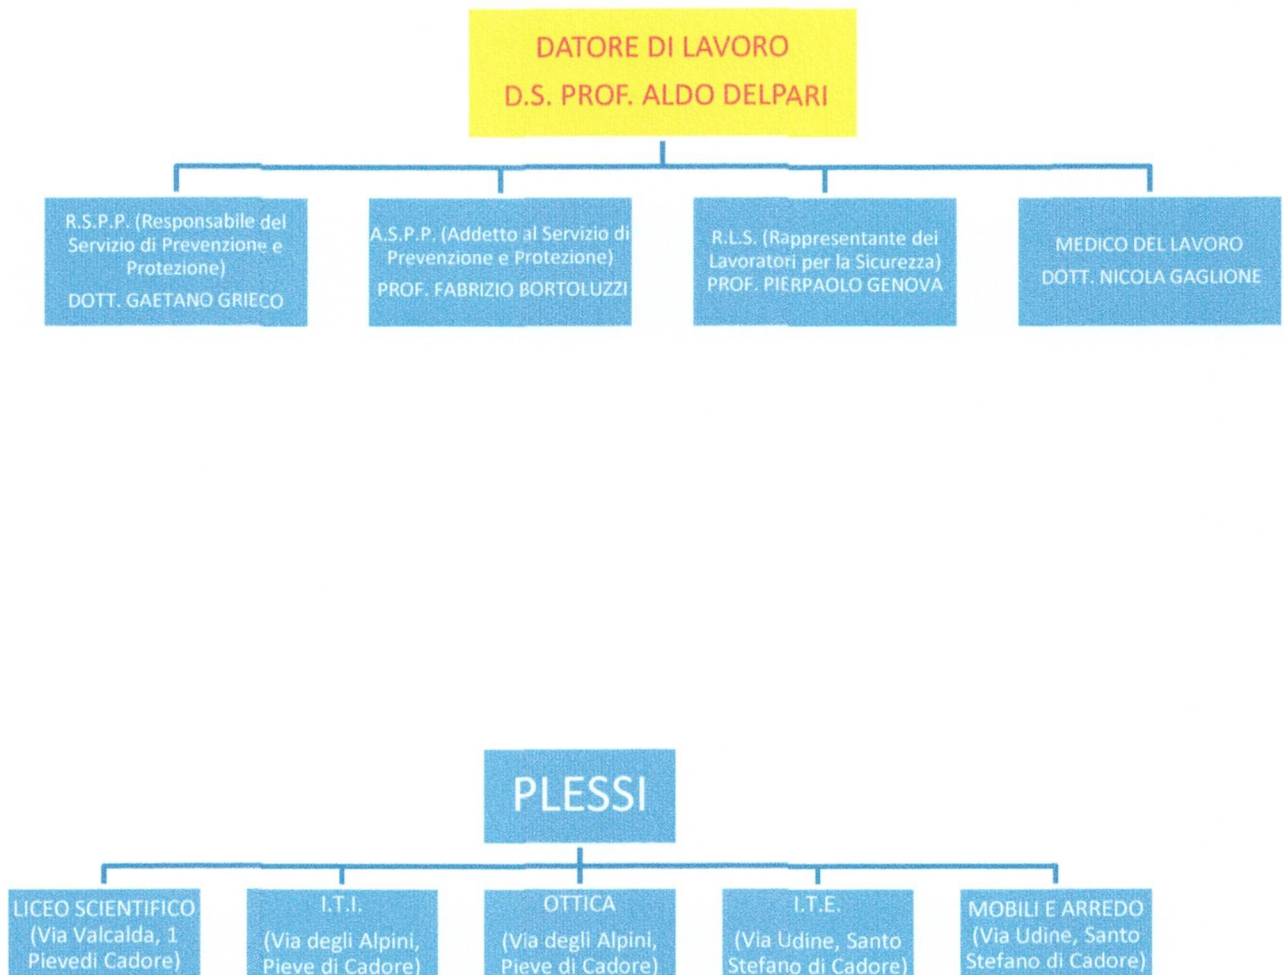 DATORE DI LAVORO
D.S. PROF. ALDO DELPARI
R.S.P.P. (Responsabile del
Servizio di Prevenzione e
Protezione)
DOTT. GAETANO GRIECO
A.S.P.P. (Addetto al Servizio di
Prevenzione e Protezione)
PROF. FABRIZIO BORTOLUZZI
R.L.S. (Rappresentante dei
Lavoratori per la Sicurezza)
PROF. PIERPAOLO GENOVA
MEDICO DEL LAVORO
DOTT. NICOLA GAGLIONE
PLESSI
LICEO SCIENTIFICO
(Via Valcalda, 1
Pievedi Cadore)
I.T.I.
(Via degli Alpini,
Pieve di Cadore)
OTTICA
(Via degli Alpini,
Pieve di Cadore)
I.T.E.
(Via Udine, Santo
Stefano di Cadore)
MOBILI E ARREDO
(Via Udine, Santo
Stefano di Cadore)